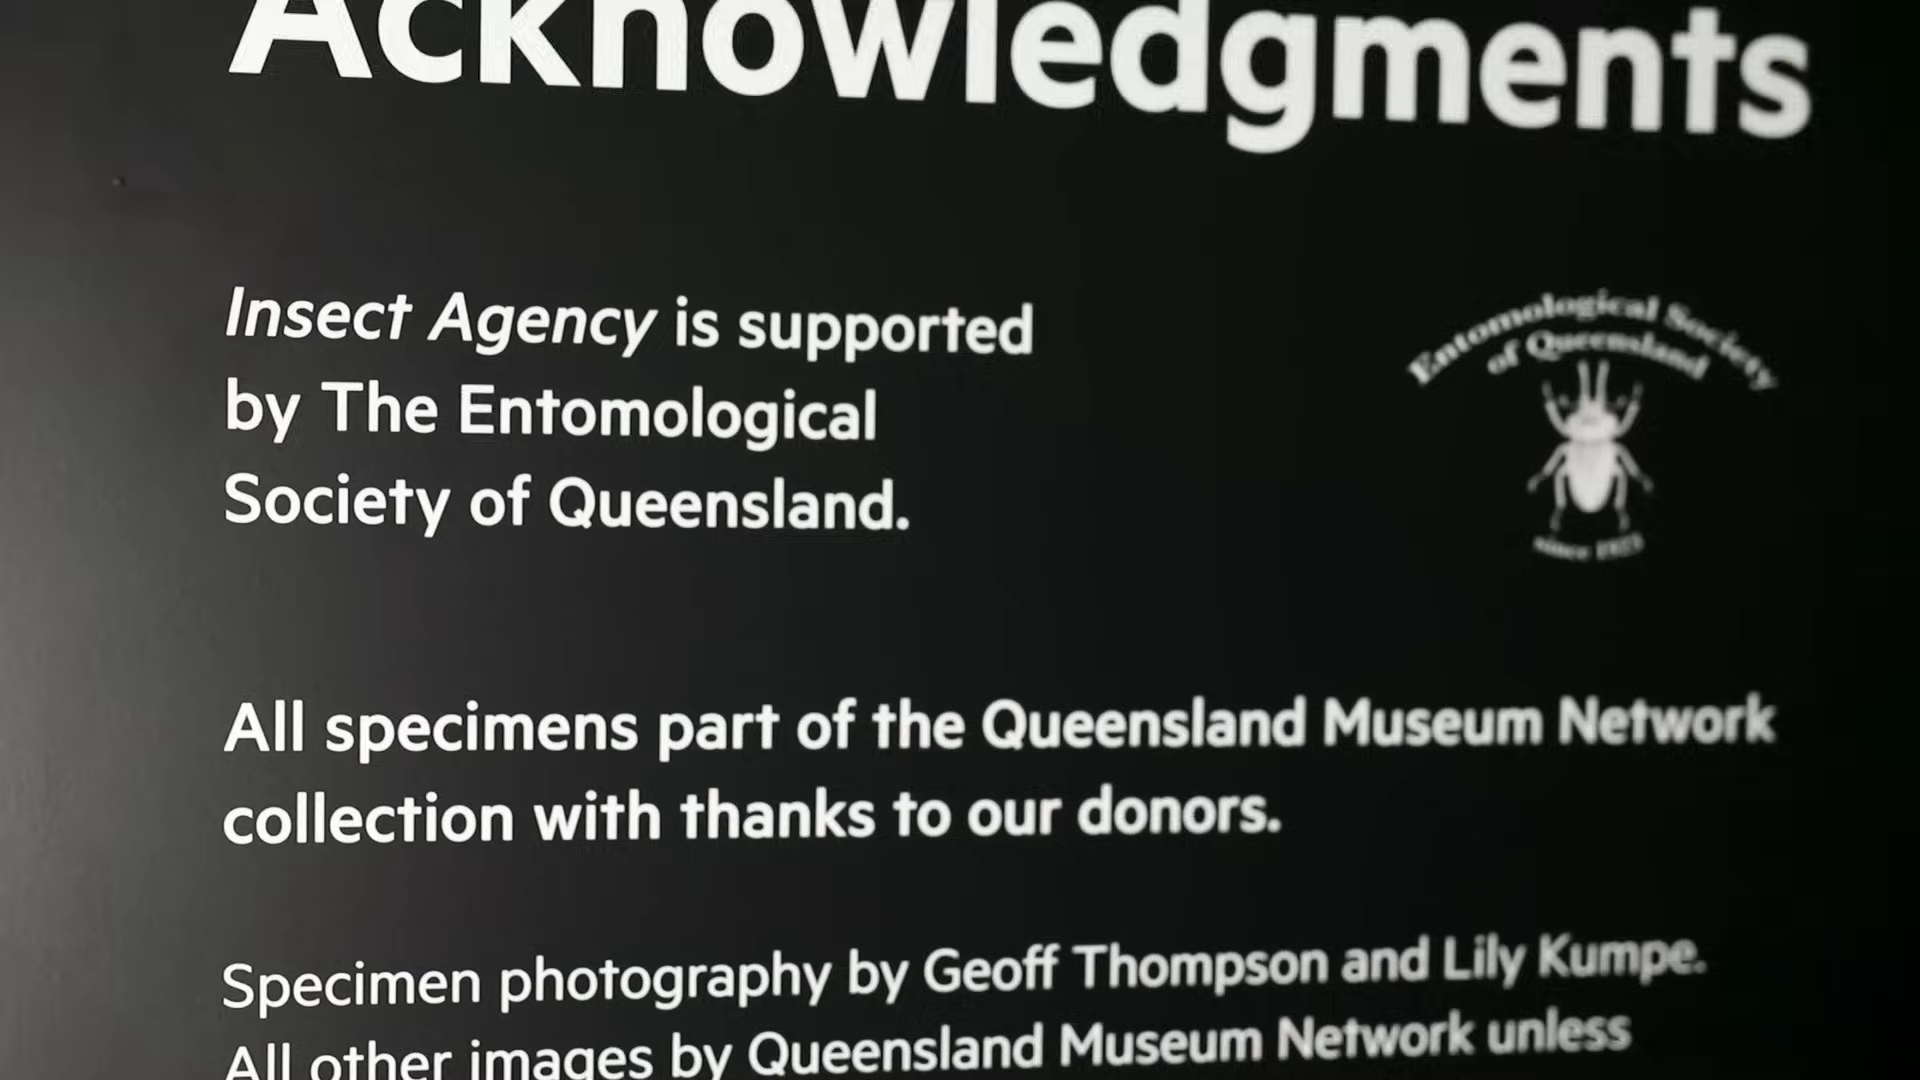 Acknowledgments
Insect Agency is supported
by The Entomological
Society of Queensland.
Entomological Society
of Queensland
since 1923
All specimens part of the Queensland Museum Network
collection with thanks to our donors.
Specimen photography by Geoff Thompson and Lily Kumpe.
All other images by Queensland Museum Network unless